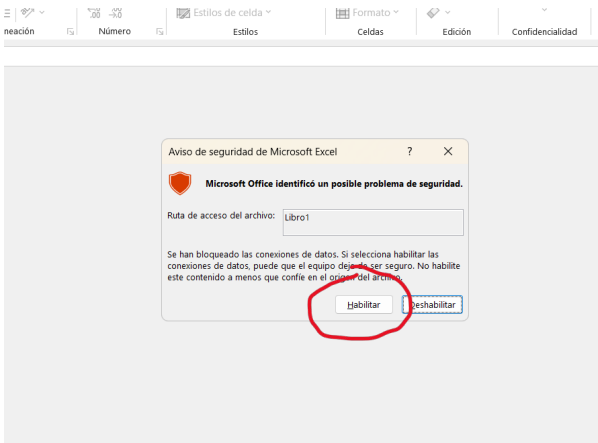 Estilos de celda
Formato
neación
Número
Estilos
Celdas
Edición
Confidencialidad
Aviso de seguridad de Microsoft Excel
?
Microsoft Office identificó un posible problema de seguridad.
Ruta de acceso del archivo:
Libro1
Se han bloqueado las conexiones de datos. Si selecciona habilitar las
conexiones de datos, puede que el equipo deje de ser seguro. No habilite
este contenido a menos que confíe en el origen del archivo.
Habilitar
Deshabilitar